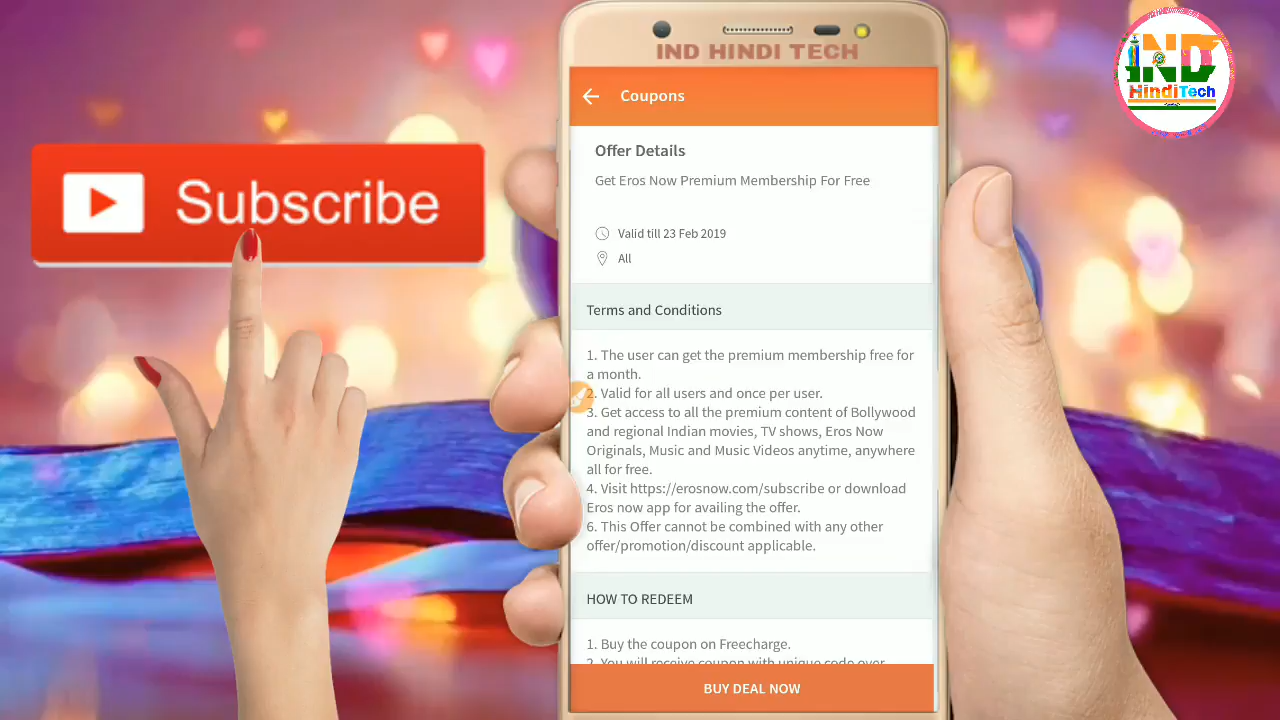 IND HINDI TECH
IND
HindiTech
Coupons
Subscribe
Offer Details
Get Eros Now Premium Membership For Free
Valid till 23 Feb 2019
All
Terms and Conditions
1. The user can get the premium membership free for
a month.
2. Valid for all users and once per user.
3. Get access to all the premium content of Bollywood
and regional Indian movies, TV shows, Eros Now
Originals, Music and Music Videos anytime, anywhere
all for free.
4. Visit https://erosnow.com/subscribe or download
Eros now app for availing the offer.
6. This Offer cannot be combined with any other
offer/promotion/discount applicable.
HOW TO REDEEM
1. Buy the coupon on Freecharge.
2. You will receive coupon with unique code over
BUY DEAL NOW